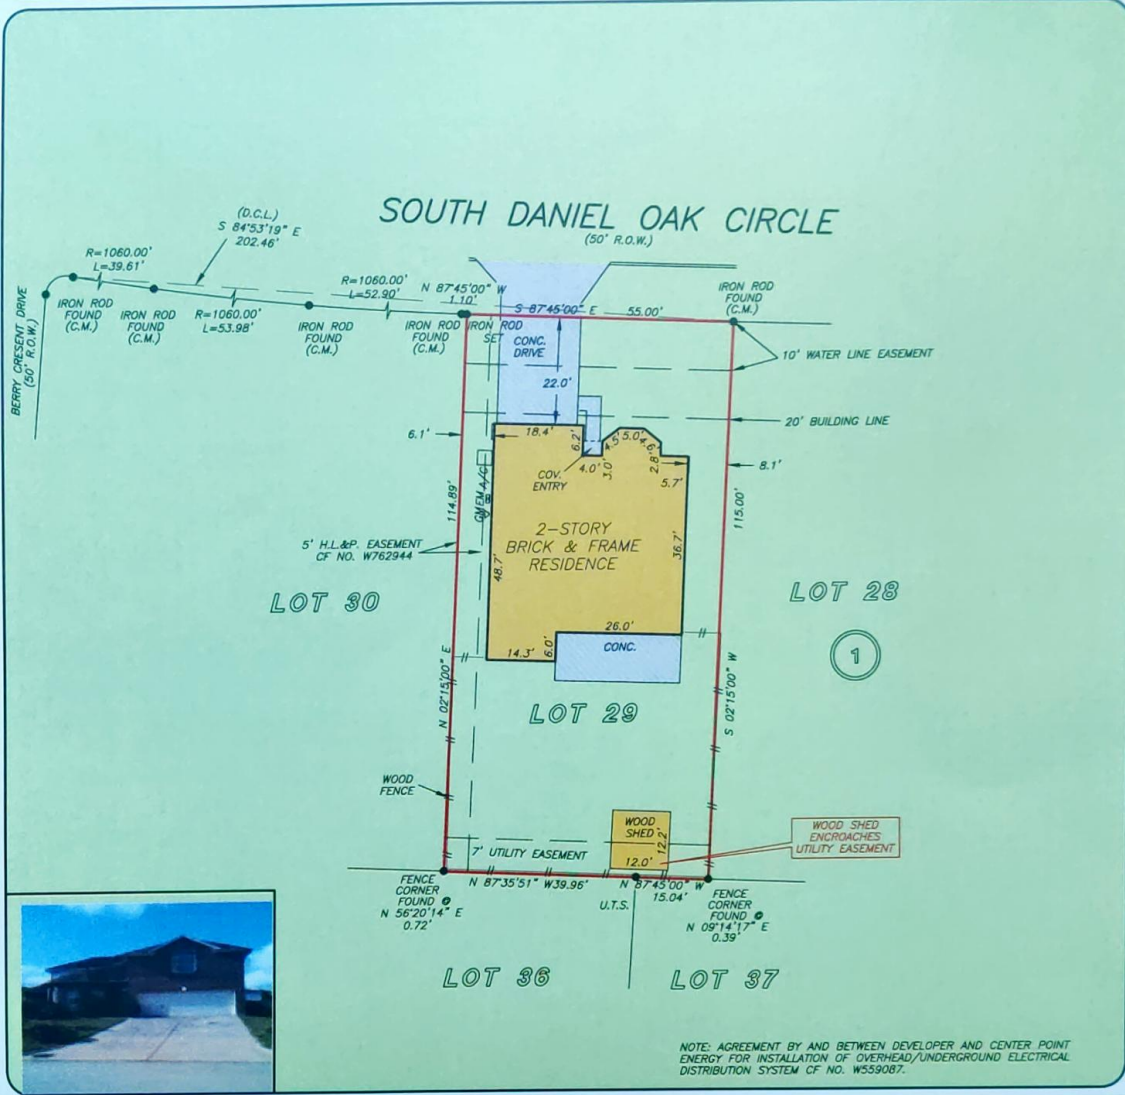 SOUTH DANIEL OAK CIRCLE
(50' R.O.W.)
(D.C.L.)
S 84°53'19" E
202.46'
R=1060.00'
L=39.61'
R=1060.00'
L=52.90'
R=1060.00'
L=53.98'
N 87°45'00" W
1.10'
S 87°45'00" E 55.00'
IRON ROD
FOUND
(C.M.)
IRON ROD
FOUND
(C.M.)
IRON ROD
FOUND
(C.M.)
IRON ROD
FOUND
(C.M.)
IRON ROD
SET
IRON ROD
FOUND
(C.M.)
BERRY CRESENT DRIVE
(50' R.O.W.)
CONC.
DRIVE
22.0'
10' WATER LINE EASEMENT
20' BUILDING LINE
6.1'
18.4'
6.2'
4.0'
3.0'
4.5'
5.0'
4.6'
2.8'
5.7'
8.1'
COV.
ENTRY
A/C
114.89'
115.00'
5' H.L.&P. EASEMENT
CF NO. W762944
2-STORY
BRICK & FRAME
RESIDENCE
48.7'
36.7'
LOT 30
LOT 28
1
26.0'
14.3'
6.0'
CONC.
LOT 29
N 02°15'00" E
S 02°15'00" W
WOOD
FENCE
WOOD
SHED
12.2'
12.0'
WOOD SHED
ENCROACHES
UTILITY EASEMENT
7' UTILITY EASEMENT
N 87°35'51" W 39.96'
N 87°45'00" W
15.04'
FENCE
CORNER
FOUND @
N 56°20'14" E
0.72'
U.T.S.
FENCE
CORNER
FOUND @
N 09°14'17" E
0.39'
LOT 36
LOT 37
NOTE: AGREEMENT BY AND BETWEEN DEVELOPER AND CENTER POINT
ENERGY FOR INSTALLATION OF OVERHEAD/UNDERGROUND ELECTRICAL
DISTRIBUTION SYSTEM CF NO. W559087.